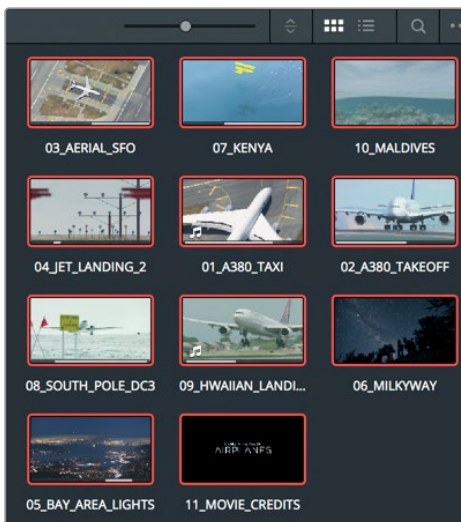 03_AERIAL_SFO
07_KENYA
10_MALDIVES
04_JET_LANDING_2
01_A380_TAXI
02_A380_TAKEOFF
08_SOUTH_POLE_DC3
09_HWAIIAN_LANDI...
06_MILKYWAY
AIRPLANES
05_BAY_AREA_LIGHTS
11_MOVIE_CREDITS